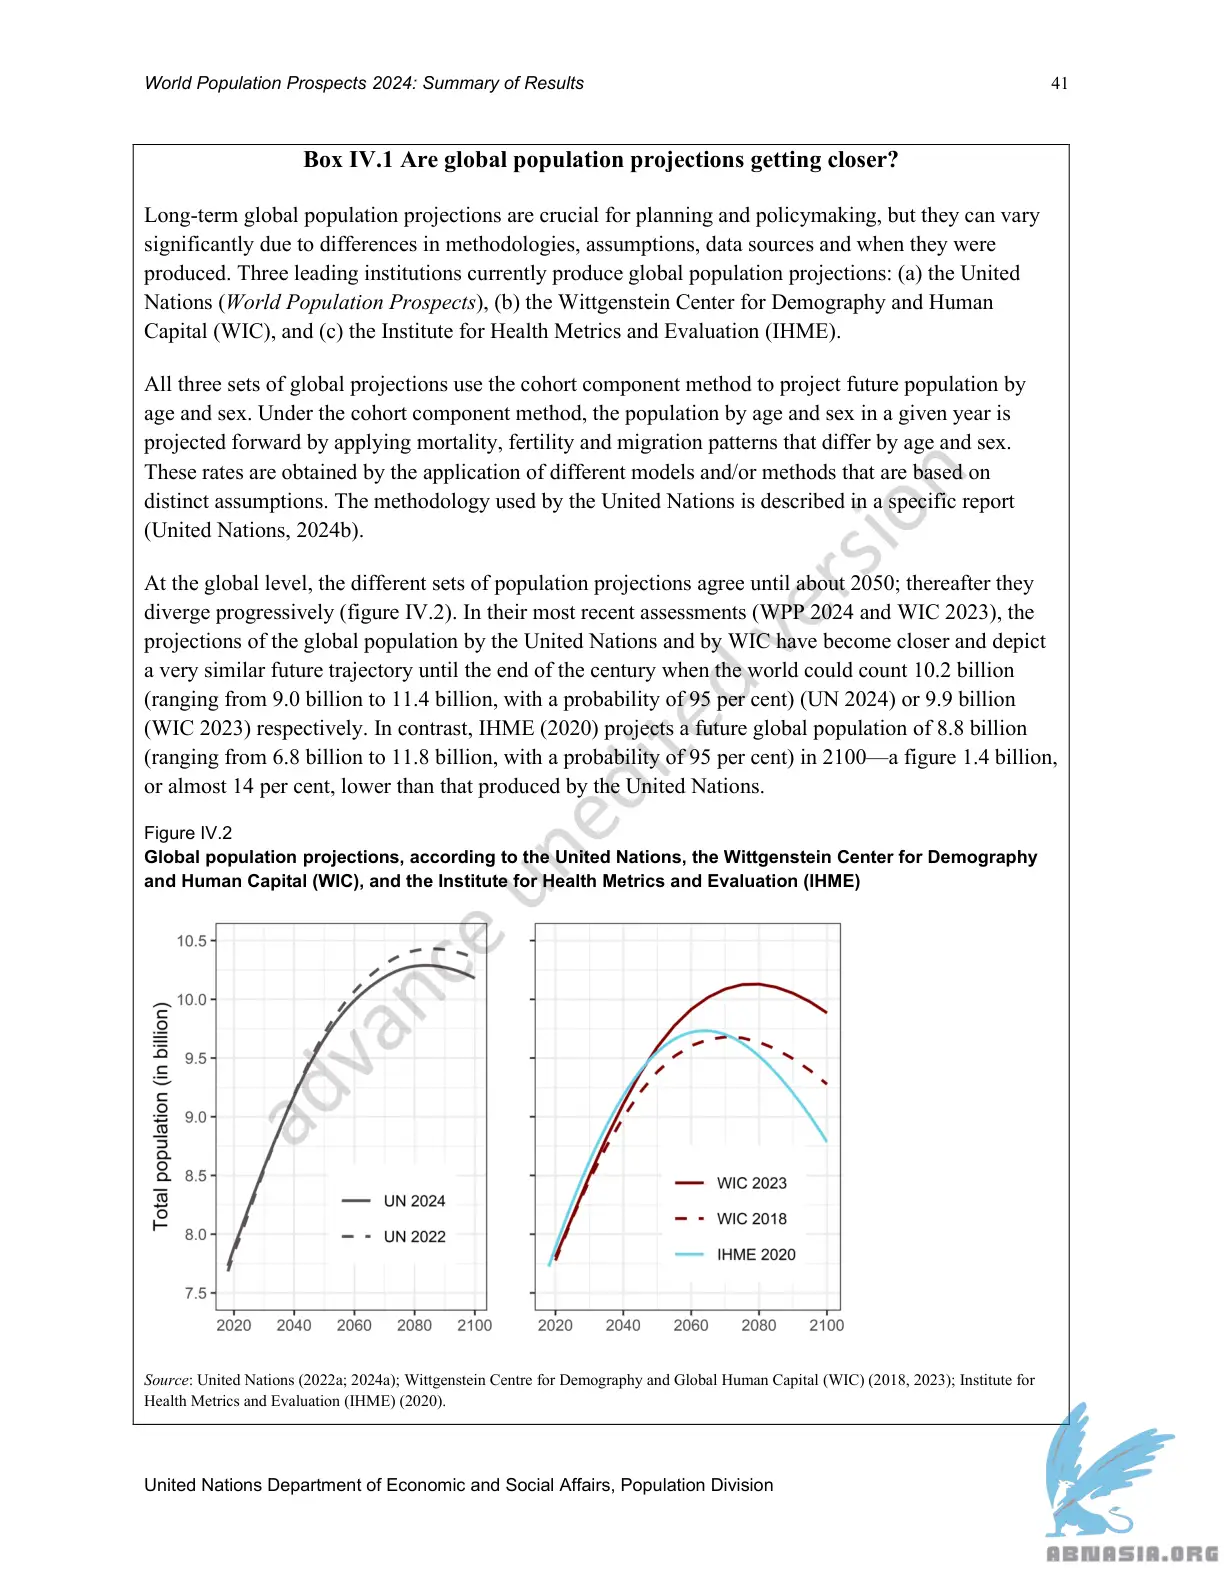 World Population Prospects 2024: Summary of Results 41
Box IV.1 Are global population projections getting closer?
Long-term global population projections are crucial for planning and policymaking, but they can vary
significantly due to differences in methodologies, assumptions, data sources and when they were
produced. Three leading institutions currently produce global population projections: (a) the United
Nations (World Population Prospects), (b) the Wittgenstein Center for Demography and Human
Capital (WIC), and (c) the Institute for Health Metrics and Evaluation (IHME).
All three sets of global projections use the cohort component method to project future population by
age and sex. Under the cohort component method, the population by age and sex in a given year is
projected forward by applying mortality, fertility and migration patterns that differ by age and sex.
These rates are obtained by the application of different models and/or methods that are based on
distinct assumptions. The methodology used by the United Nations is described in a specific report
(United Nations, 2024b).
At the global level, the different sets of population projections agree until about 2050; thereafter they
diverge progressively (figure IV.2). In their most recent assessments (WPP 2024 and WIC 2023), the
projections of the global population by the United Nations and by WIC have become closer and depict
a very similar future trajectory until the end of the century when the world could count 10.2 billion
(ranging from 9.0 billion to 11.4 billion, with a probability of 95 per cent) (UN 2024) or 9.9 billion
(WIC 2023) respectively. In contrast, IHME (2020) projects a future global population of 8.8 billion
(ranging from 6.8 billion to 11.8 billion, with a probability of 95 per cent) in 2100—a figure 1.4 billion,
or almost 14 per cent, lower than that produced by the United Nations.
Figure IV.2
Global population projections, according to the United Nations, the Wittgenstein Center for Demography
and Human Capital (WIC), and the Institute for Health Metrics and Evaluation (IHME)
Total population (in billion)
10.5
10.0
9.5
9.0
8.5
8.0
7.5
UN 2024
UN 2022
2020 2040 2060 2080 2100
WIC 2023
WIC 2018
IHME 2020
2020 2040 2060 2080 2100
advance unedited version
Source: United Nations (2022a; 2024a); Wittgenstein Centre for Demography and Global Human Capital (WIC) (2018, 2023); Institute for
Health Metrics and Evaluation (IHME) (2020).
United Nations Department of Economic and Social Affairs, Population Division
ABNASIA.ORG